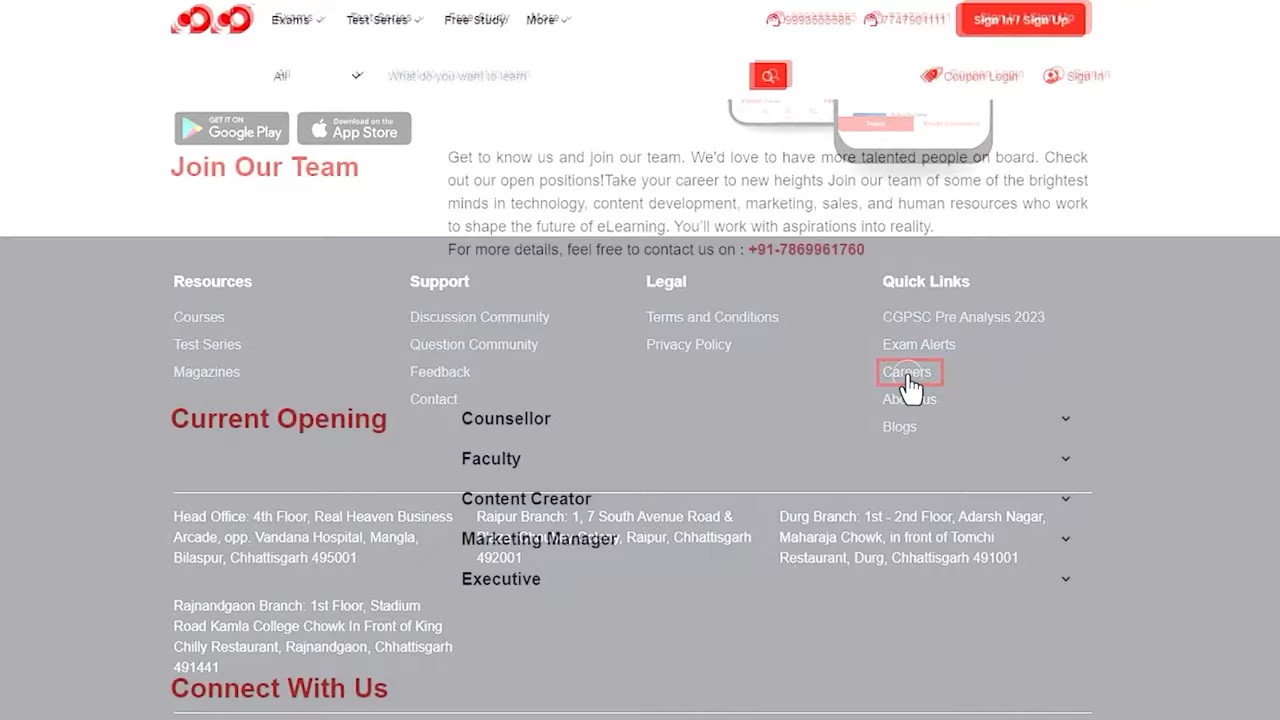 Exams Test Series Free Study More 9993555585 7747901111 Sign In / Sign Up
All What do you want to learn Coupon Login Sign In
GET IT ON Google Play Download on the App Store
Join Our Team
Get to know us and join our team. We'd love to have more talented people on board. Check
out our open positions!Take your career to new heights Join our team of some of the brightest
minds in technology, content development, marketing, sales, and human resources who work
to shape the future of eLearning. You'll work with aspirations into reality.
For more details, feel free to contact us on : +91-7869961760
Resources Support Legal Quick Links
Courses Discussion Community Terms and Conditions CGPSC Pre Analysis 2023
Test Series Question Community Privacy Policy Exam Alerts
Magazines Feedback Careers
Contact About us
Current Opening Counsellor
Blogs
Faculty
Content Creator
Head Office: 4th Floor, Real Heaven Business Raipur Branch: 1, 7 South Avenue Road & Durg Branch: 1st - 2nd Floor, Adarsh Nagar,
Arcade, opp. Vandana Hospital, Mangla, Raipur, Chhattisgarh Maharaja Chowk, in front of Tomchi
Marketing Manager
Bilaspur, Chhattisgarh 495001 492001 Restaurant, Durg, Chhattisgarh 491001
Executive
Rajnandgaon Branch: 1st Floor, Stadium
Road Kamla College Chowk In Front of King
Chilly Restaurant, Rajnandgaon, Chhattisgarh
491441
Connect With Us